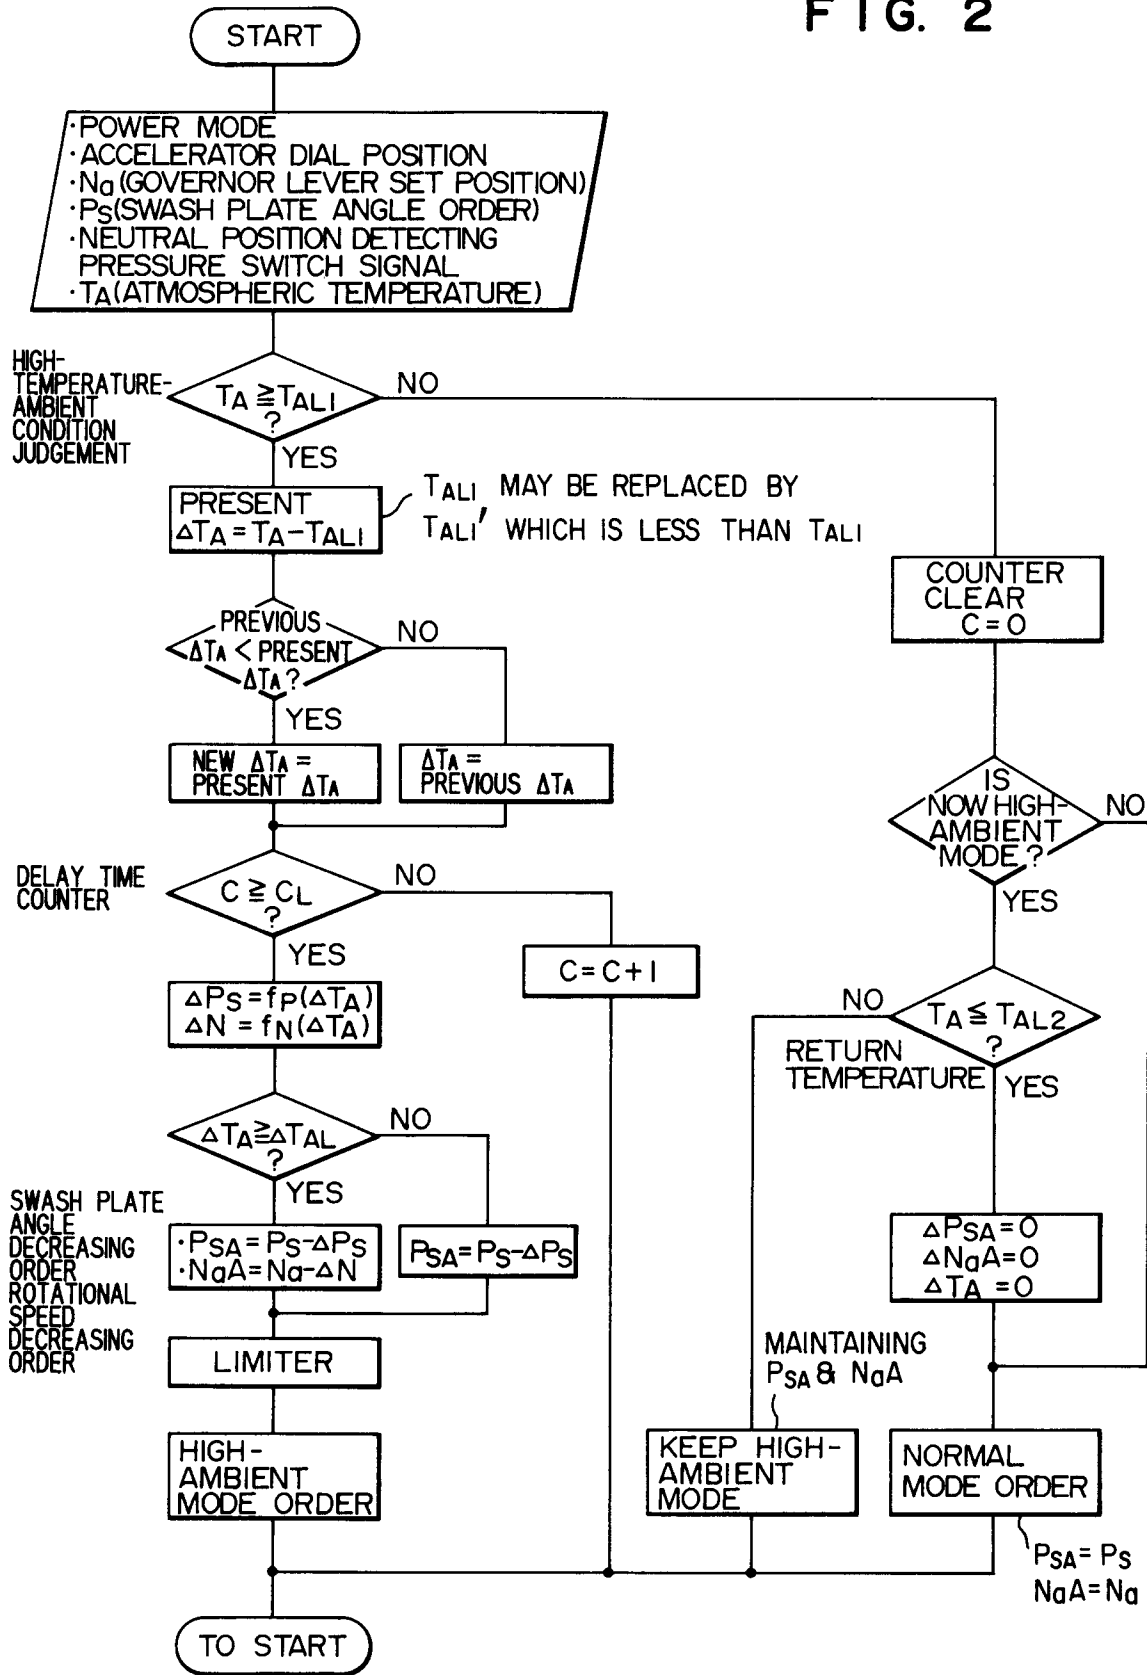 FIG. 2
START
·POWER MODE
·ACCELERATOR DIAL POSITION
·Na(GOVERNOR LEVER SET POSITION)
·PS(SWASH PLATE ANGLE ORDER)
·NEUTRAL POSITION DETECTING
PRESSURE SWITCH SIGNAL
·TA(ATMOSPHERIC TEMPERATURE)
HIGH-
TEMPERATURE-
AMBIENT
CONDITION
JUDGEMENT
TA ≧ TAL1
?
NO
YES
PRESENT
ΔTA = TA - TAL1
TAL1 MAY BE REPLACED BY
TAL1' WHICH IS LESS THAN TAL1
COUNTER
CLEAR
C = 0
PREVIOUS
ΔTA < PRESENT
ΔTA ?
NO
YES
NEW ΔTA =
PRESENT ΔTA
ΔTA =
PREVIOUS ΔTA
IS
NOW HIGH-
AMBIENT
MODE ?
NO
YES
DELAY TIME
COUNTER
C ≧ CL
?
NO
YES
C = C + 1
ΔPS = fP(ΔTA)
ΔN = fN(ΔTA)
TA ≦ TAL2
?
NO
RETURN
TEMPERATURE
YES
ΔTA ≧ ΔTAL
?
NO
YES
SWASH PLATE
ANGLE
DECREASING
ORDER
ROTATIONAL
SPEED
DECREASING
ORDER
·PSA = PS - ΔPS
·NaA = Na - ΔN
PSA = PS - ΔPS
ΔPSA = 0
ΔNaA = 0
ΔTA = 0
LIMITER
MAINTAINING
PSA & NaA
HIGH-
AMBIENT
MODE ORDER
KEEP HIGH-
AMBIENT
MODE
NORMAL
MODE ORDER
PSA = PS
NaA = Na
TO START